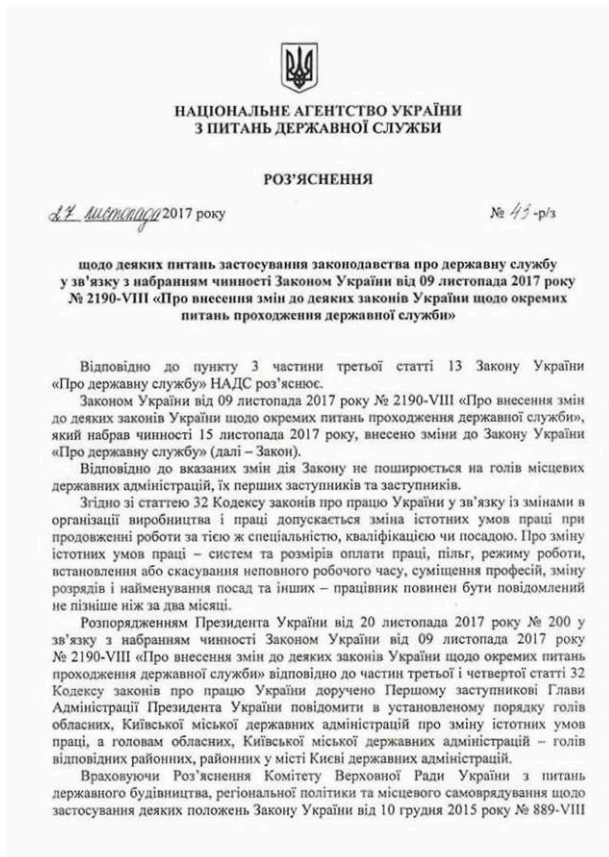 НАЦІОНАЛЬНЕ АГЕНТСТВО УКРАЇНИ
З ПИТАНЬ ДЕРЖАВНОЇ СЛУЖБИ
РОЗ’ЯСНЕННЯ
27 листопада 2017 року № 43 -р/з
щодо деяких питань застосування законодавства про державну службу
у зв’язку з набранням чинності Законом України від 09 листопада 2017 року
№ 2190-VIII «Про внесення змін до деяких законів України щодо окремих
питань проходження державної служби»
Відповідно до пункту 3 частини третьої статті 13 Закону України
«Про державну службу» НАДС роз’яснює.
Законом України від 09 листопада 2017 року № 2190-VIII «Про внесення змін
до деяких законів України щодо окремих питань проходження державної служби»,
який набрав чинності 15 листопада 2017 року, внесено зміни до Закону України
«Про державну службу» (далі – Закон).
Відповідно до вказаних змін дія Закону не поширюється на голів місцевих
державних адміністрацій, їх перших заступників та заступників.
Згідно зі статтею 32 Кодексу законів про працю України у зв’язку із змінами в
організації виробництва і праці допускається зміна істотних умов праці при
продовженні роботи за тією ж спеціальністю, кваліфікацією чи посадою. Про зміну
істотних умов праці – систем та розмірів оплати праці, пільг, режиму роботи,
встановлення або скасування неповного робочого часу, суміщення професій, зміну
розрядів і найменування посад та інших – працівник повинен бути повідомлений
не пізніше ніж за два місяці.
Розпорядженням Президента України від 20 листопада 2017 року № 200 у
зв’язку з набранням чинності Законом України від 09 листопада 2017 року
№ 2190-VIII «Про внесення змін до деяких законів України щодо окремих питань
проходження державної служби» відповідно до частин третьої і четвертої статті 32
Кодексу законів про працю України доручено Першому заступникові Глави
Адміністрації Президента України повідомити в установленому порядку голів
обласних, Київської міської державних адміністрацій про зміну істотних умов
праці, а головам обласних, Київської міської державних адміністрацій – голів
відповідних районних, районних у місті Києві державних адміністрацій.
Враховуючи Роз’яснення Комітету Верховної Ради України з питань
державного будівництва, регіональної політики та місцевого самоврядування щодо
застосування деяких положень Закону України від 10 грудня 2015 року № 889-VIII